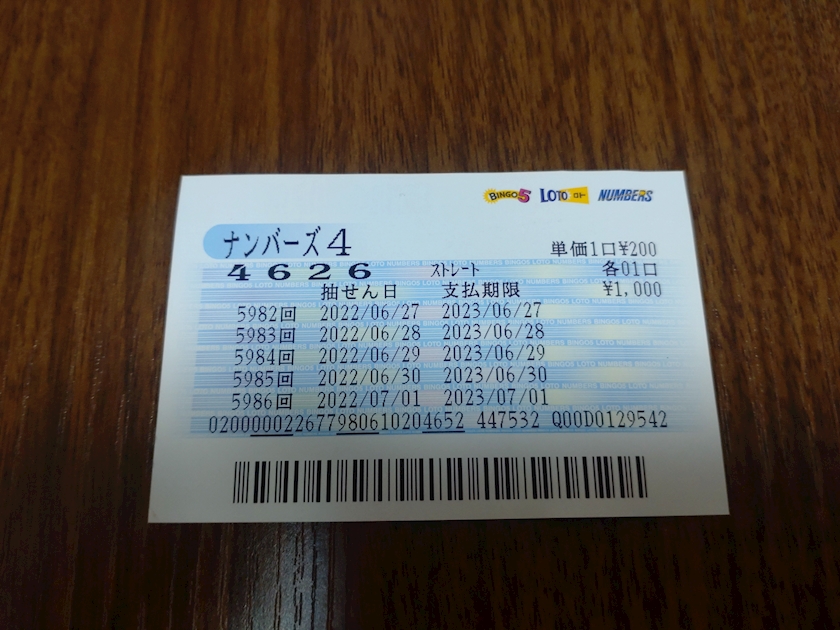 BINGO5 LOTO ロト NUMBERS
ナンバーズ4 単価1口¥200
4626 ストレート 各01口
抽せん日 支払期限 ¥1,000
5982回 2022/06/27 2023/06/27
5983回 2022/06/28 2023/06/28
5984回 2022/06/29 2023/06/29
5985回 2022/06/30 2023/06/30
5986回 2022/07/01 2023/07/01
020000022677980610204652 447532 Q00D0129542